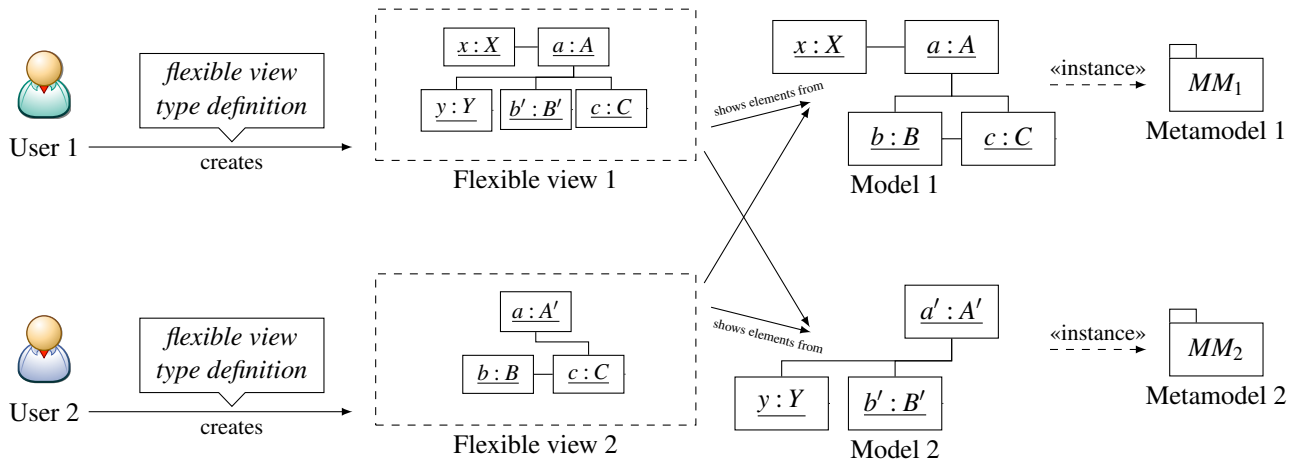 flexible view
type definition
User 1
creates
x : X
a : A
y : Y
b′ : B′
c : C
Flexible view 1
shows elements from
x : X
a : A
b : B
c : C
Model 1
«instance»
MM₁
Metamodel 1
flexible view
type definition
User 2
creates
a : A′
b : B
c : C
Flexible view 2
shows elements from
a′ : A′
y : Y
b′ : B′
Model 2
«instance»
MM₂
Metamodel 2